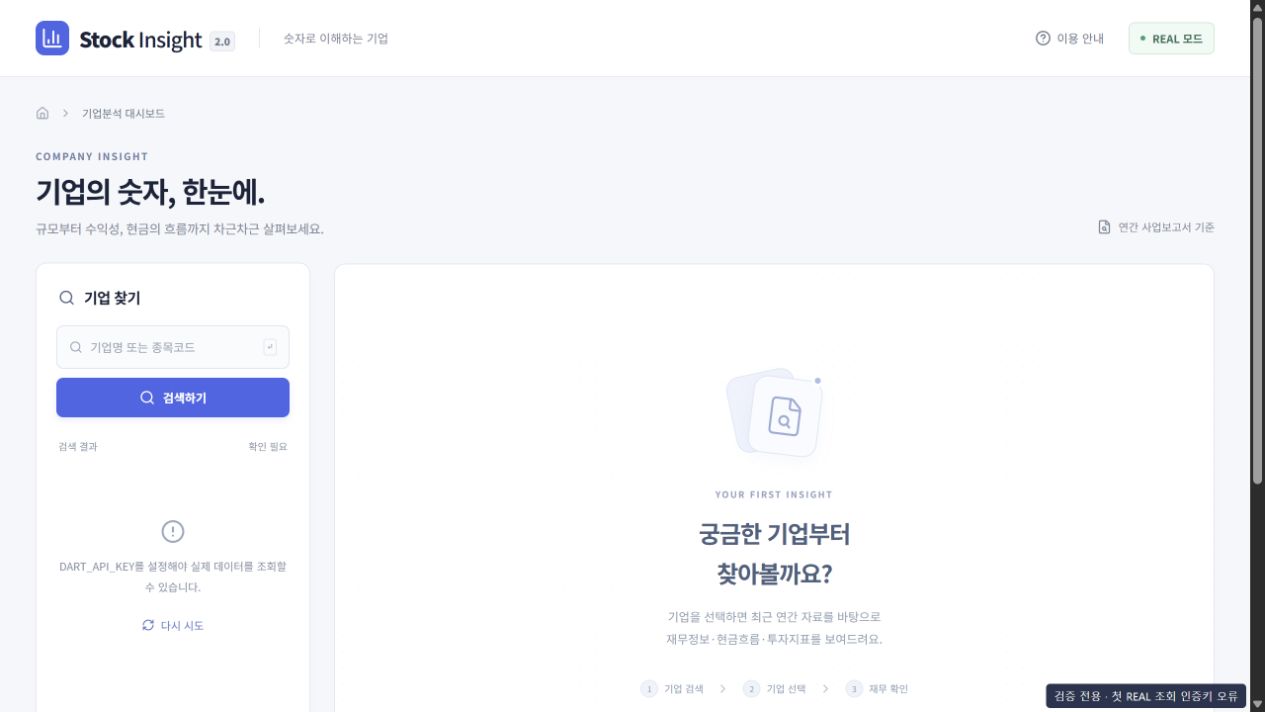 Stock Insight 2.0
숫자로 이해하는 기업
이용 안내
REAL 모드
기업분석 대시보드
COMPANY INSIGHT
기업의 숫자, 한눈에.
규모부터 수익성, 현금의 흐름까지 차근차근 살펴보세요.
연간 사업보고서 기준
기업 찾기
기업명 또는 종목코드
검색하기
검색 결과
확인 필요
DART_API_KEY를 설정해야 실제 데이터를 조회할
수 있습니다.
다시 시도
YOUR FIRST INSIGHT
궁금한 기업부터
찾아볼까요?
기업을 선택하면 최근 연간 자료를 바탕으로
재무정보·현금흐름·투자지표를 보여드려요.
1 기업 검색
2 기업 선택
3 재무 확인
검증 전용 · 첫 REAL 조회 인증키 오류